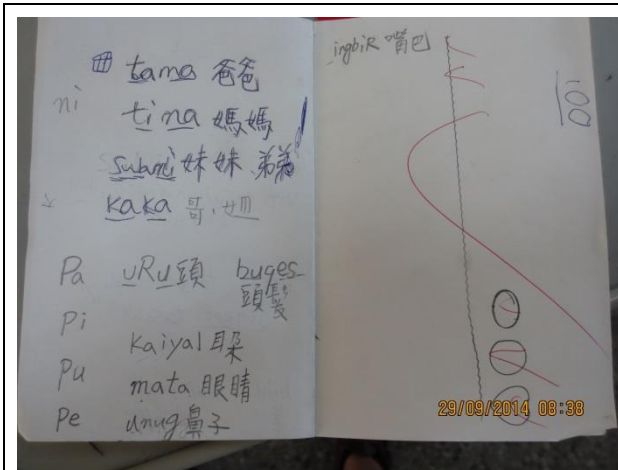 tama 爸爸
ni
tina 媽媽
subani 妹妹 弟弟
kaka 哥.姐
Pa uRu 頭 buges 頭髮
Pi
kaiyal 耳朵
Pu
mata 眼睛
Pe unug 鼻子
ingbiR 嘴巴
100
29/09/2014 08:38